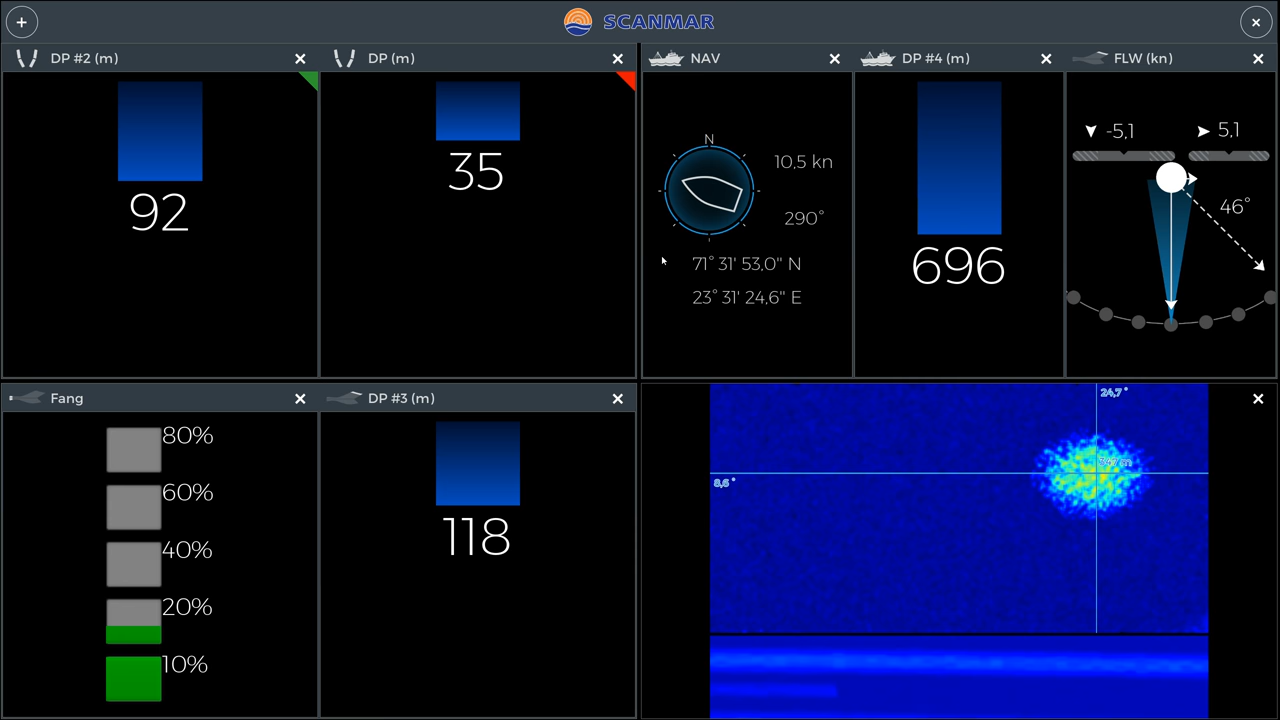 SCANMAR
DP #2 (m)
DP (m)
NAV
DP #4 (m)
FLW (kn)
92
35
N
10,5 kn
290°
71° 31' 53,0" N
23° 31' 24,6" E
696
-5,1
5,1
46°
Fang
DP #3 (m)
80%
60%
40%
20%
10%
118
24,7 °
8,6 °